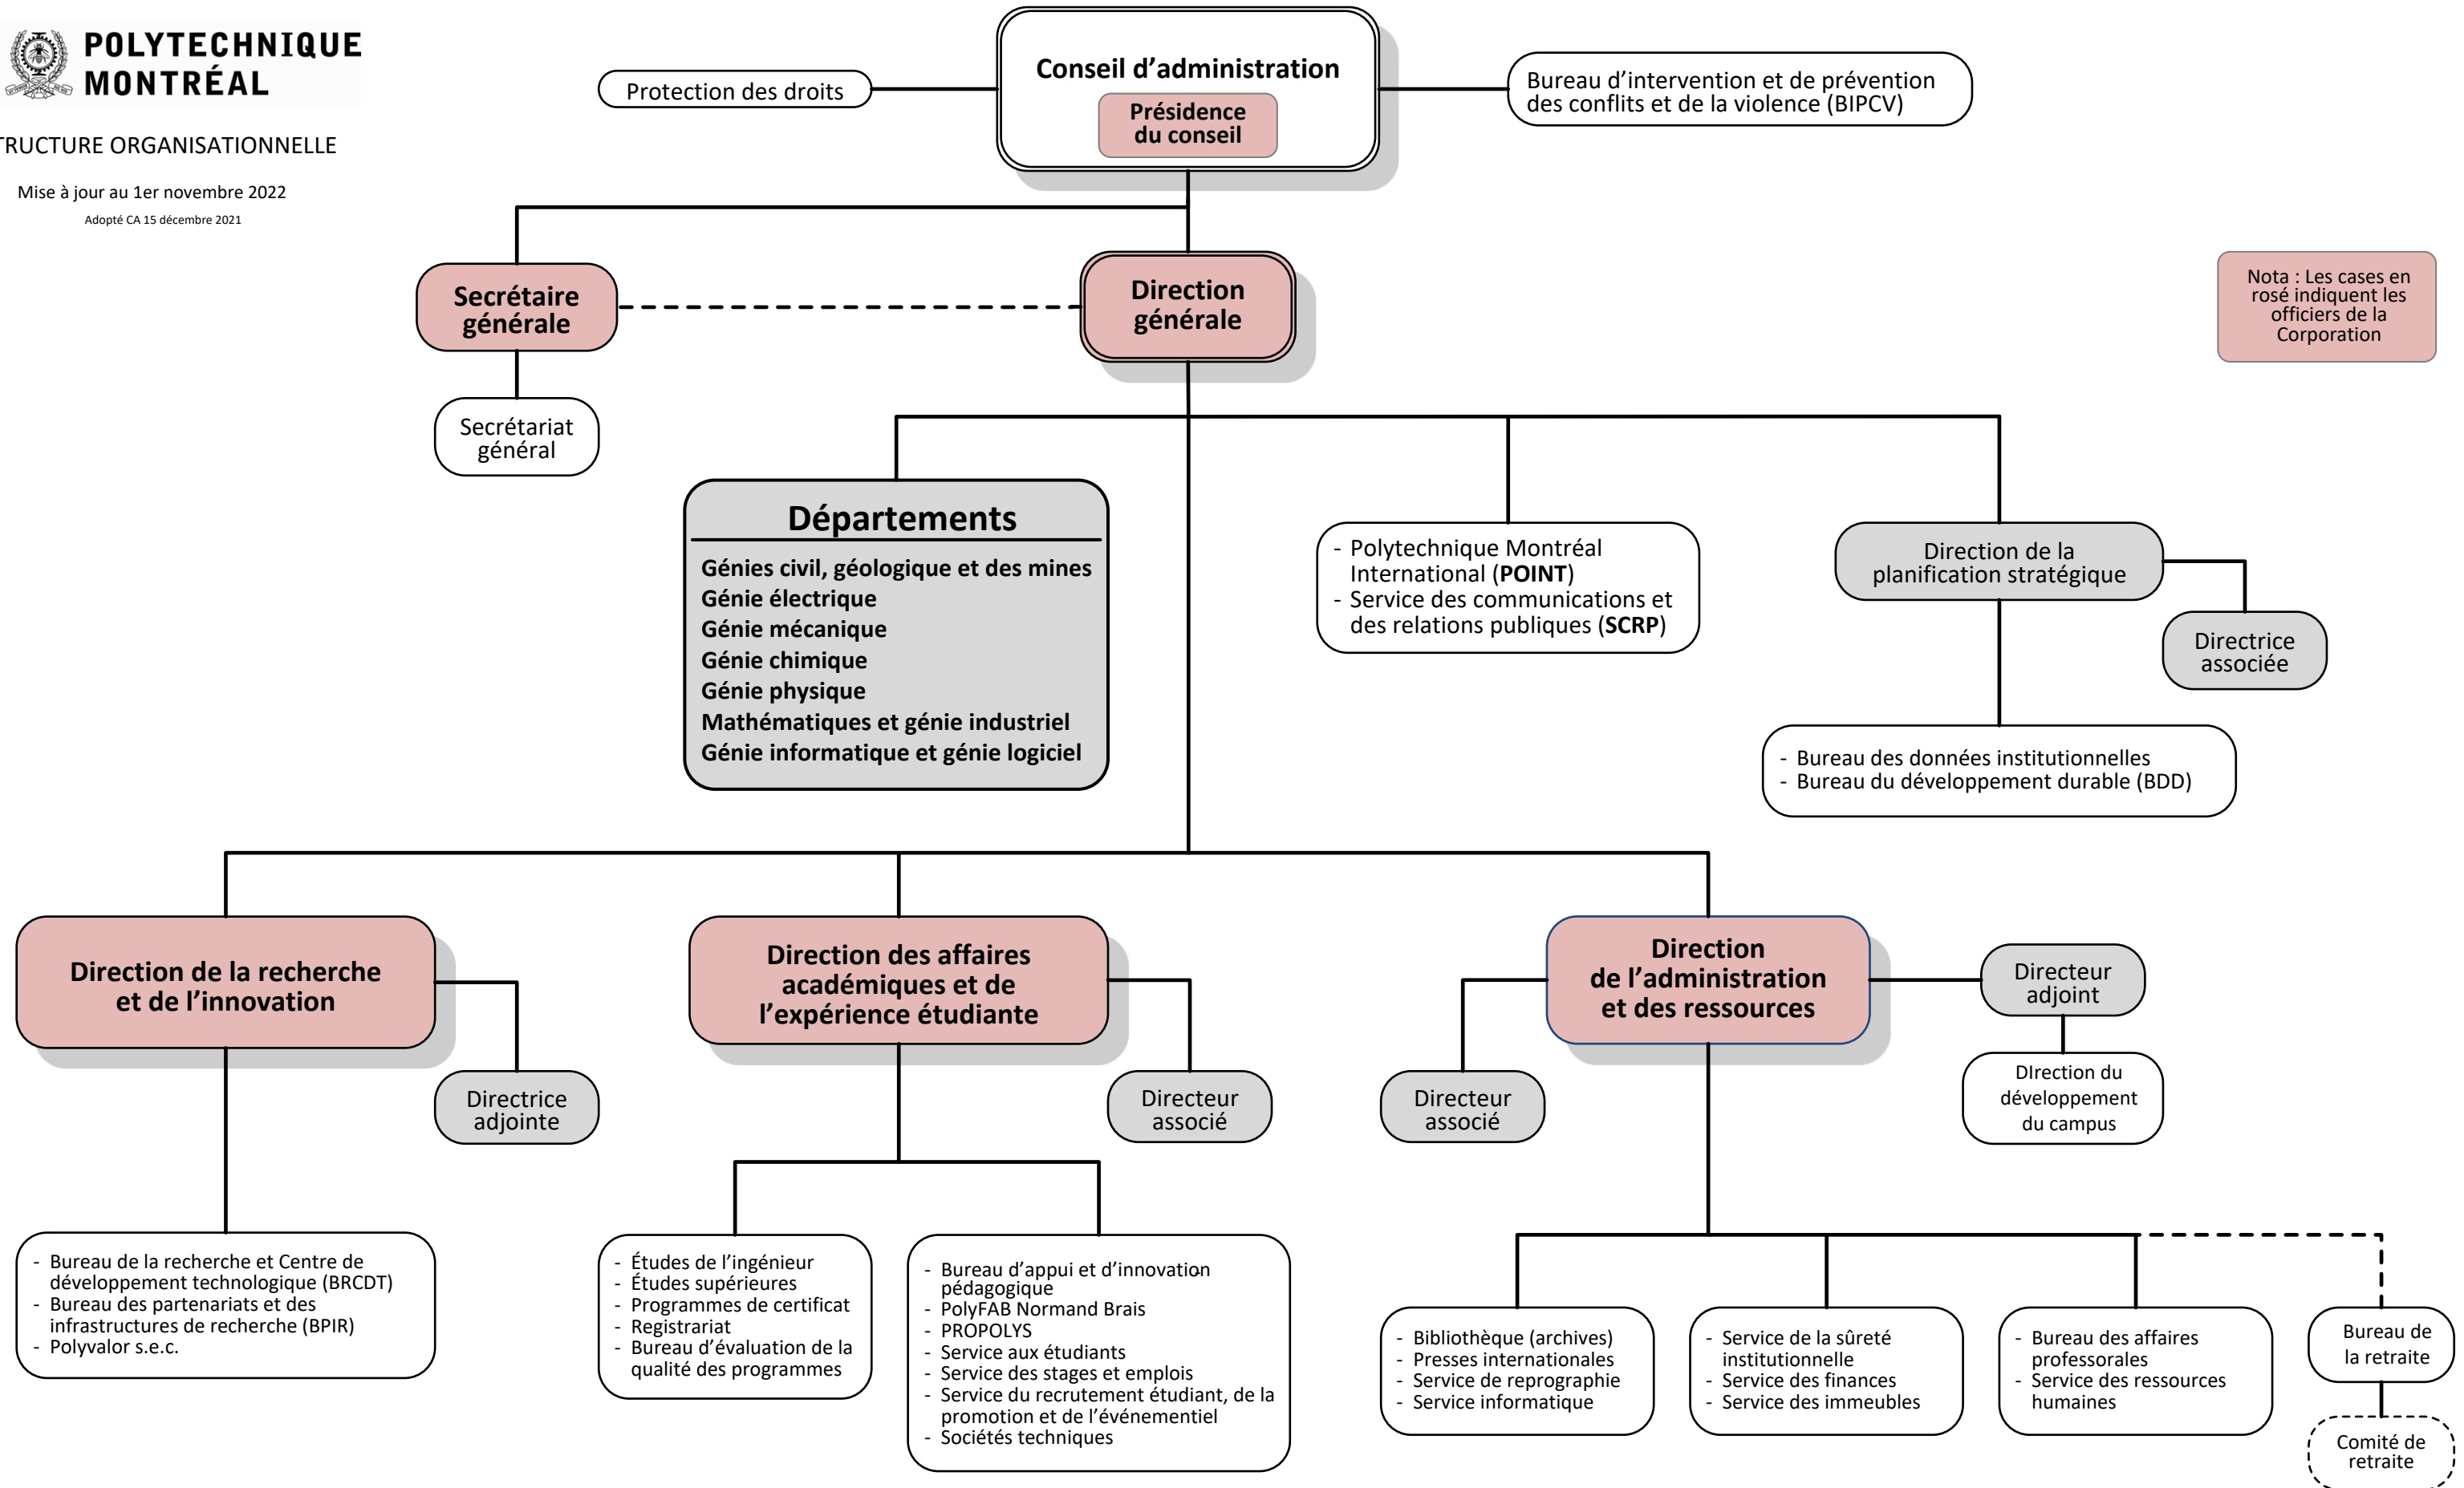 POLYTECHNIQUE
MONTRÉAL
TRUCTURE ORGANISATIONNELLE
Mise à jour au 1er novembre 2022
Adopté CA 15 décembre 2021
Protection des droits
Conseil d’administration
Présidence
du conseil
Bureau d’intervention et de prévention
des conflits et de la violence (BIPCV)
Secrétaire
générale
Direction
générale
Nota : Les cases en
rosé indiquent les
officiers de la
Corporation
Secrétariat
général
Départements
Génies civil, géologique et des mines
Génie électrique
Génie mécanique
Génie chimique
Génie physique
Mathématiques et génie industriel
Génie informatique et génie logiciel
- Polytechnique Montréal
International (POINT)
- Service des communications et
des relations publiques (SCRP)
Direction de la
planification stratégique
Directrice
associée
- Bureau des données institutionnelles
- Bureau du développement durable (BDD)
Direction de la recherche
et de l’innovation
Directrice
adjointe
Direction des affaires
académiques et de
l’expérience étudiante
Directeur
associé
Direction
de l’administration
et des ressources
Directeur
associé
Directeur
adjoint
DIrection du
développement
du campus
- Bureau de la recherche et Centre de
développement technologique (BRCDT)
- Bureau des partenariats et des
infrastructures de recherche (BPIR)
- Polyvalor s.e.c.
- Études de l’ingénieur
- Études supérieures
- Programmes de certificat
- Registrariat
- Bureau d’évaluation de la
qualité des programmes
- Bureau d’appui et d’innovation
pédagogique
- PolyFAB Normand Brais
- PROPOLYS
- Service aux étudiants
- Service des stages et emplois
- Service du recrutement étudiant, de la
promotion et de l’événementiel
- Sociétés techniques
- Bibliothèque (archives)
- Presses internationales
- Service de reprographie
- Service informatique
- Service de la sûreté
institutionnelle
- Service des finances
- Service des immeubles
- Bureau des affaires
professorales
- Service des ressources
humaines
Bureau de
la retraite
Comité de
retraite